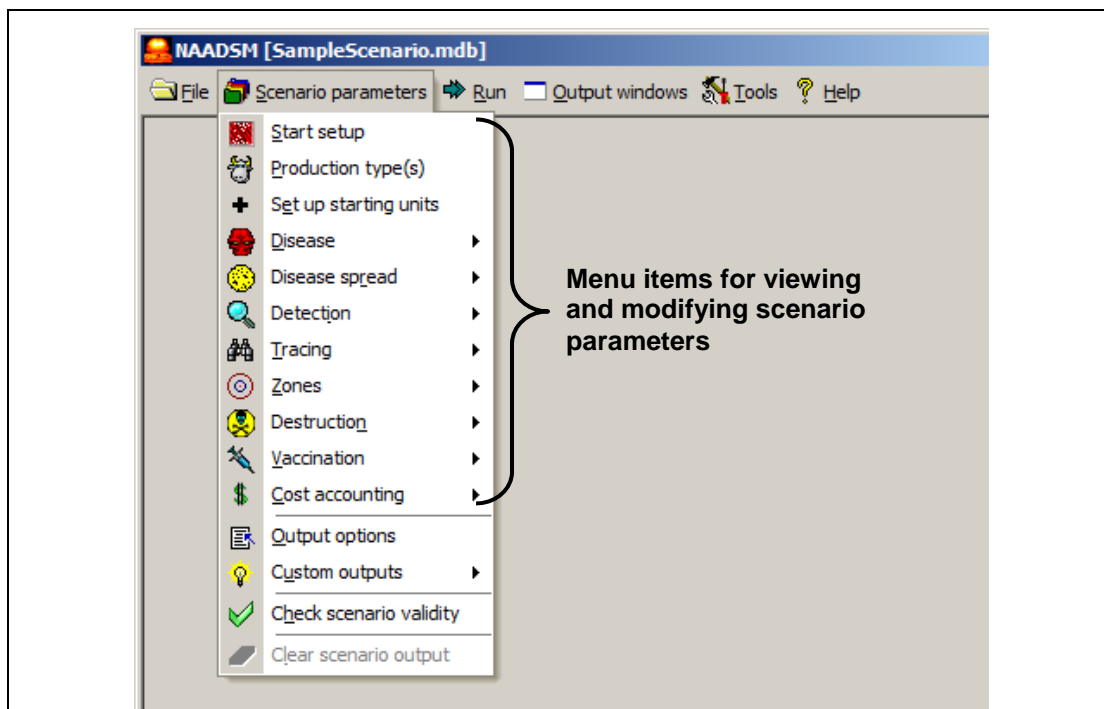 NAADSM [SampleScenario.mdb]
File Scenario parameters Run Output windows Tools Help
Start setup
Production type(s)
Set up starting units
Disease
Disease spread
Detection
Tracing
Zones
Destruction
Vaccination
Cost accounting
Output options
Custom outputs
Check scenario validity
Clear scenario output
Menu items for viewing
and modifying scenario
parameters